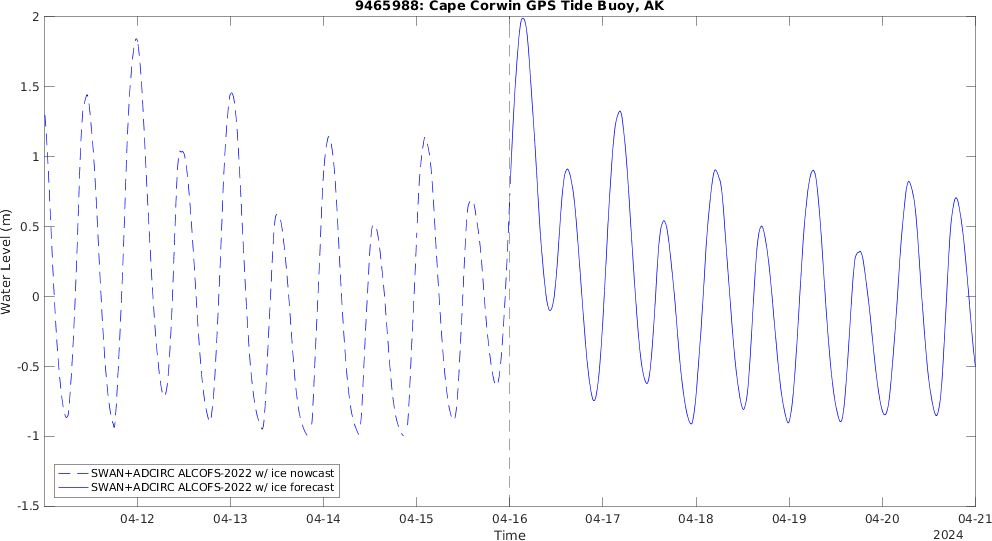 9465988: Cape Corwin GPS Tide Buoy, AK
Water Level (m)
2
1.5
1
0.5
0
-0.5
-1
-1.5
SWAN+ADCIRC ALCOFS-2022 w/ ice nowcast
SWAN+ADCIRC ALCOFS-2022 w/ ice forecast
04-12 04-13 04-14 04-15 04-16 04-17 04-18 04-19 04-20 04-21
Time
2024